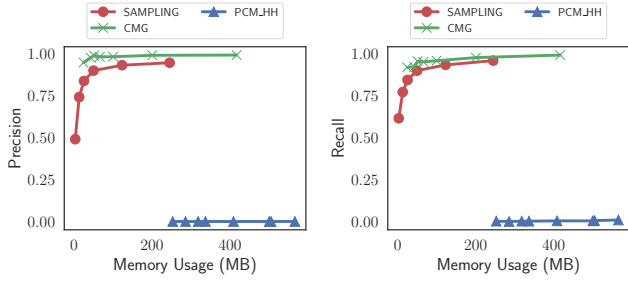 SAMPLING PCM_HH
CMG
1.00
0.75
0.50
0.25
0.00
Precision
0 200 400
Memory Usage (MB)
SAMPLING PCM_HH
CMG
1.00
0.75
0.50
0.25
0.00
Recall
0 200 400
Memory Usage (MB)